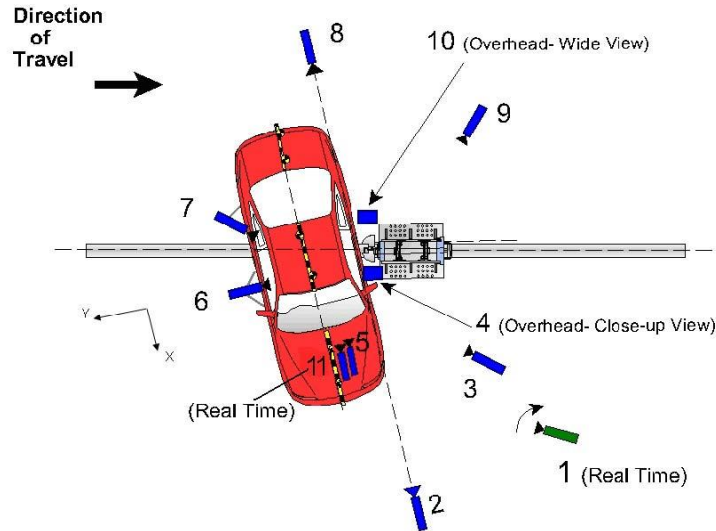 Direction
of
Travel
8
10 (Overhead- Wide View)
9
7
6
Y
X
4 (Overhead- Close-up View)
5
11
3
(Real Time)
1 (Real Time)
2